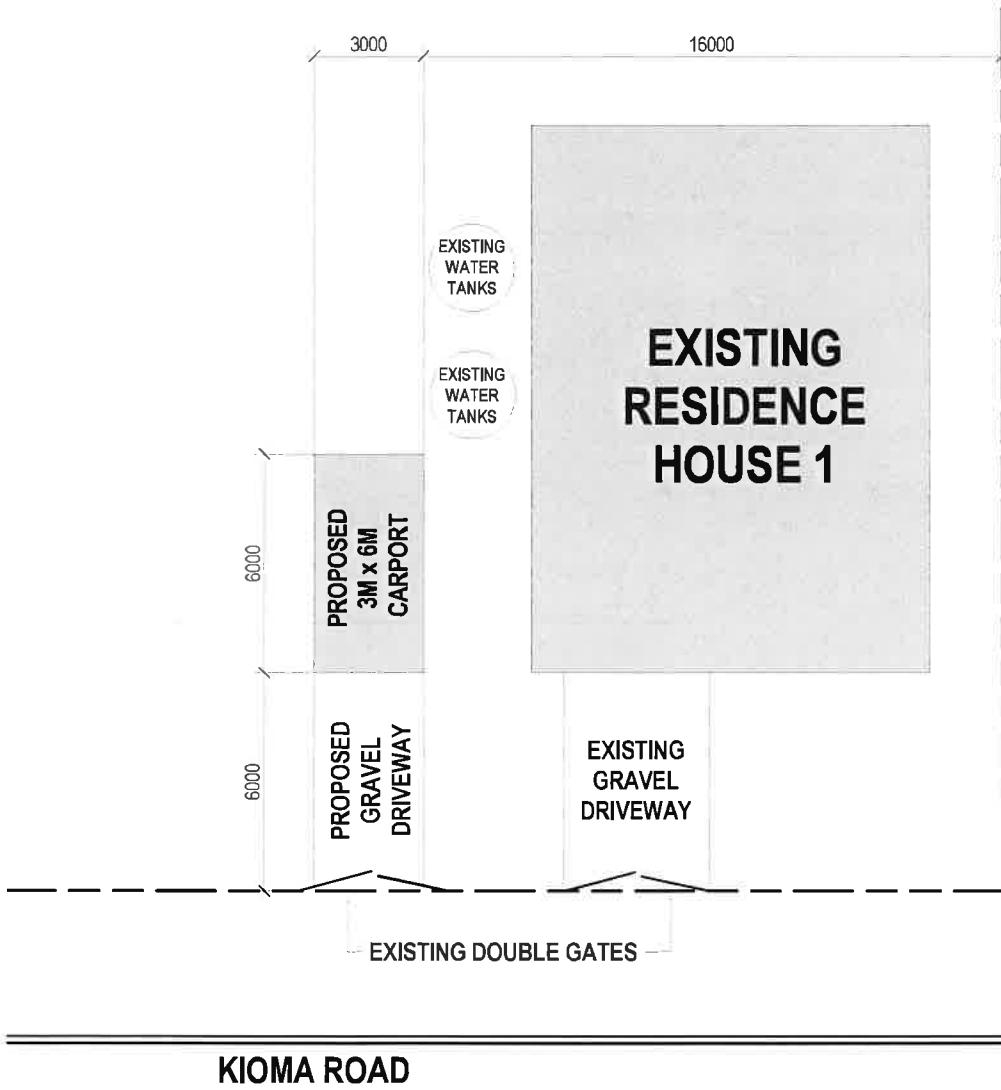 3000
16000
EXISTING
WATER
TANKS
EXISTING
WATER
TANKS
EXISTING
RESIDENCE
HOUSE 1
6000
PROPOSED
3M x 6M
CARPORT
6000
PROPOSED
GRAVEL
DRIVEWAY
EXISTING
GRAVEL
DRIVEWAY
EXISTING DOUBLE GATES
KIOMA ROAD